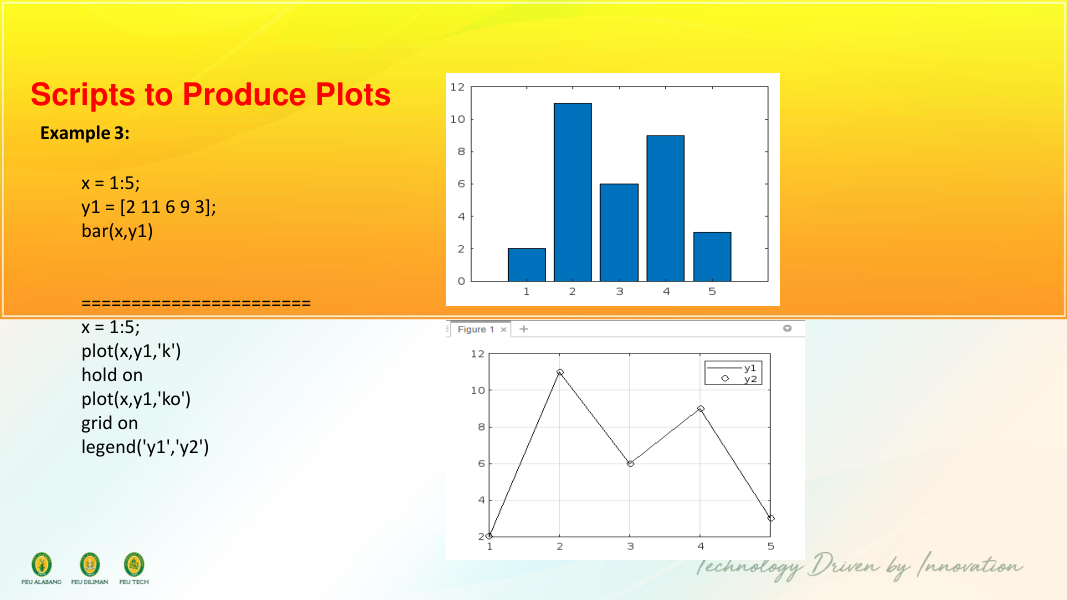 Scripts to Produce Plots
Example 3:
x = 1:5;
y1 = [2 11 6 9 3];
bar(x,y1)
=======================
x = 1:5;
plot(x,y1,'k')
hold on
plot(x,y1,'ko')
grid on
legend('y1','y2')
12
10
8
6
4
2
0
1 2 3 4 5
Figure 1 × +
12
10
8
6
4
2
1 2 3 4 5
y1
y2
FEU ALABANG FEU DILIMAN FEU TECH
Technology Driven by Innovation